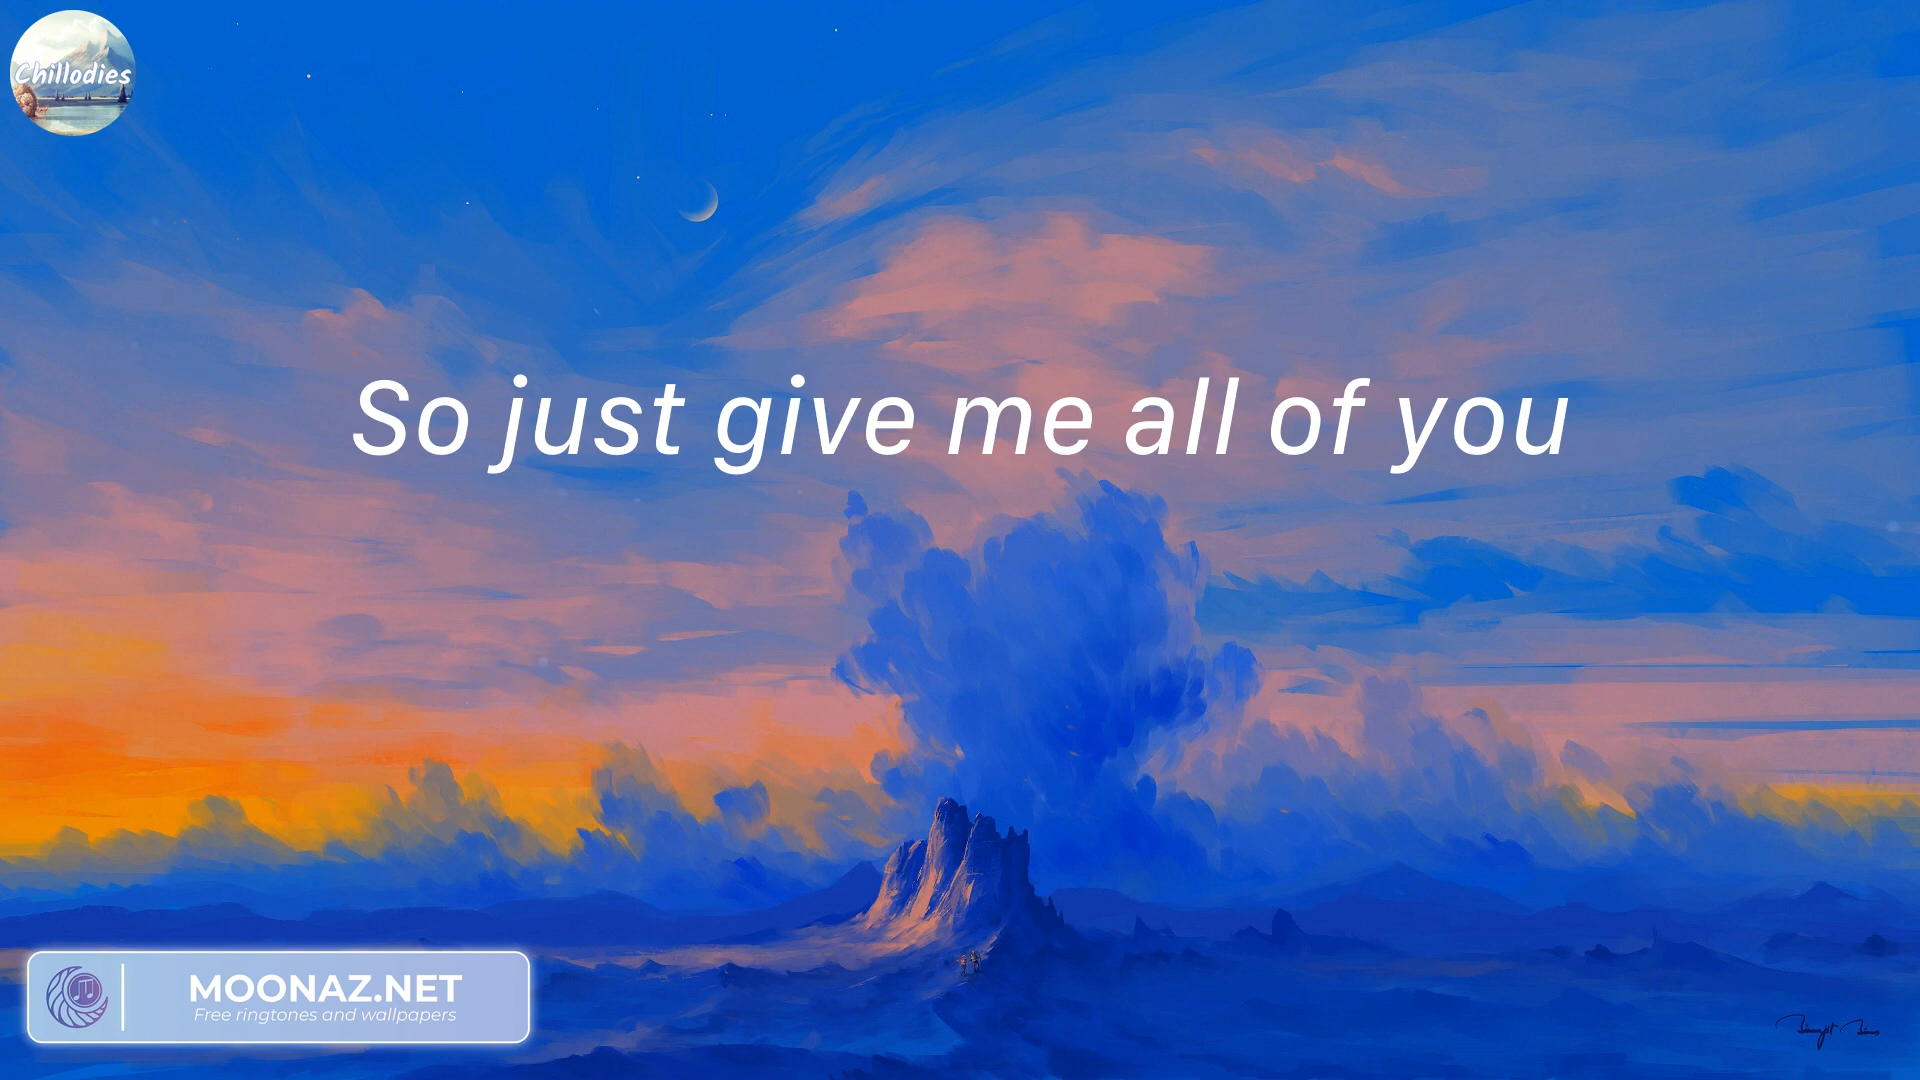 Chillodies
So just give me all of you
MOONAZ.NET
Free ringtones and wallpapers